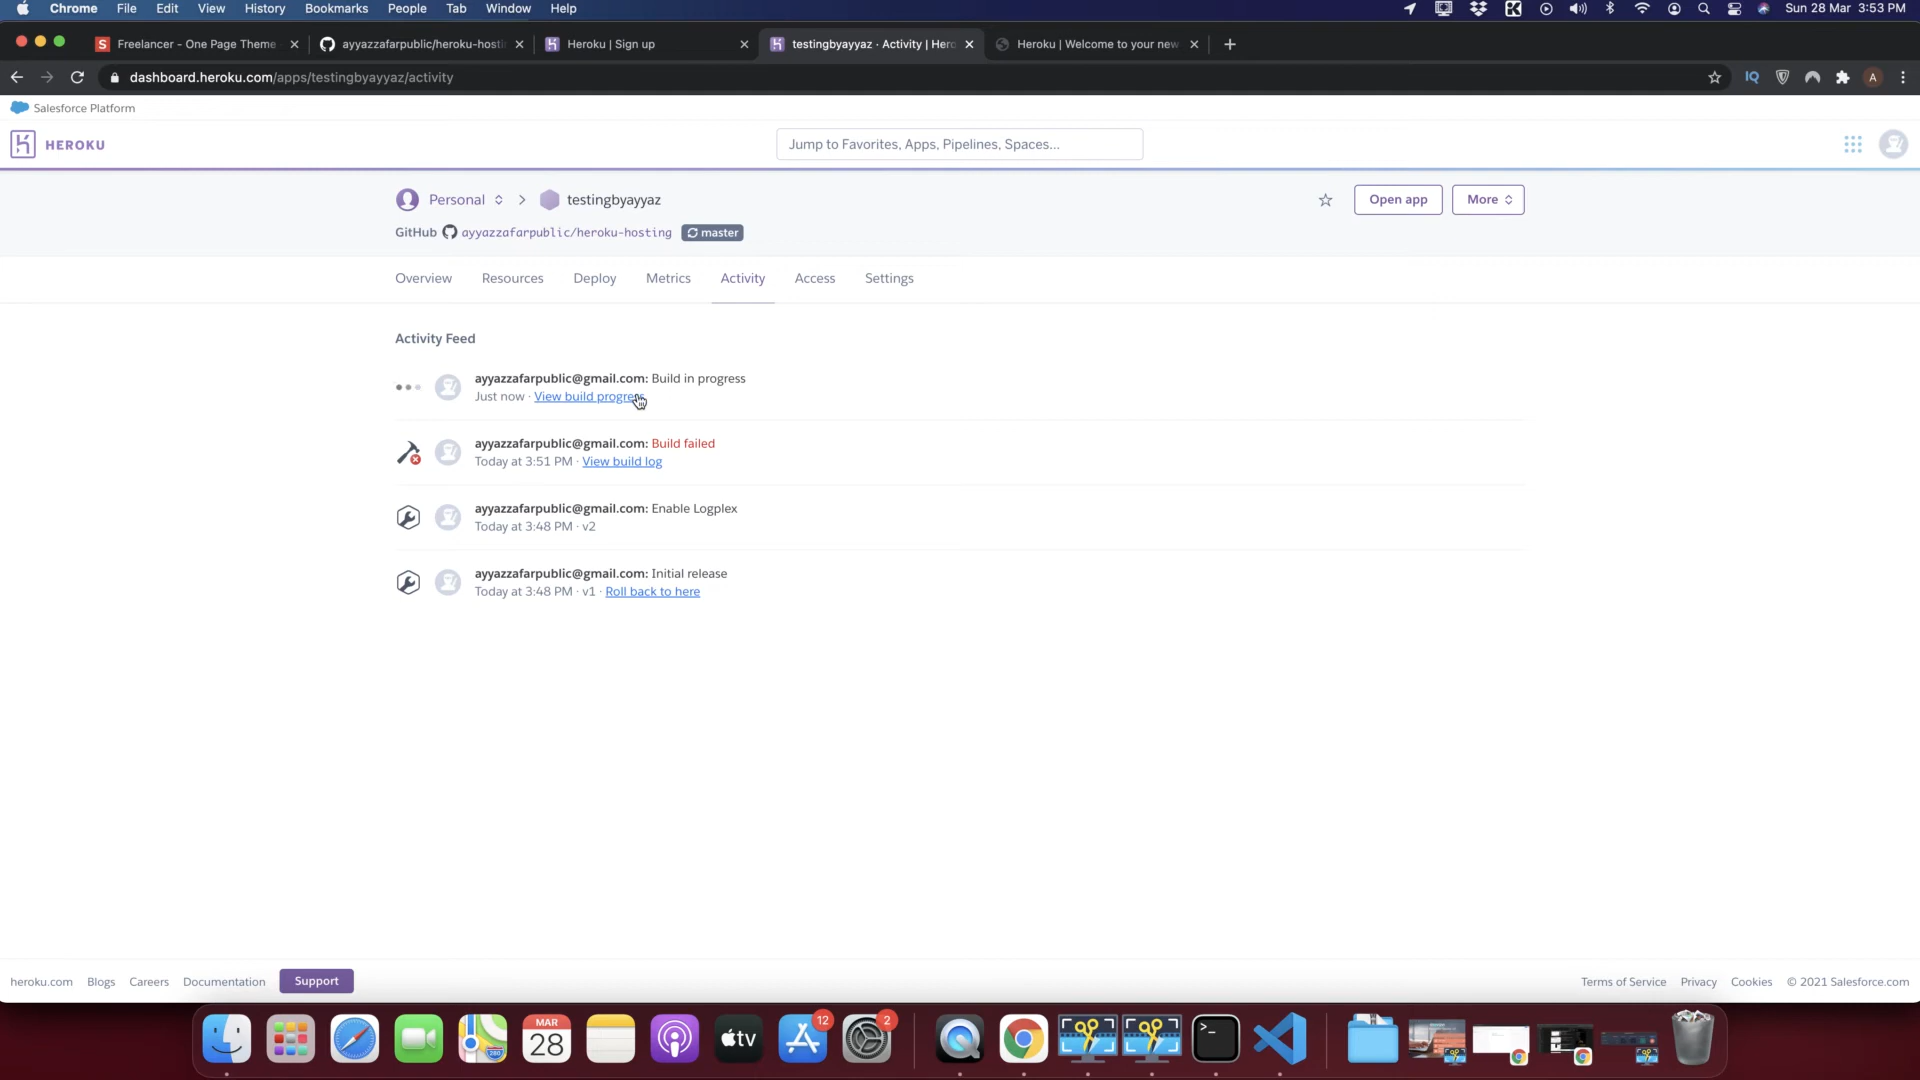 Chrome File Edit View History Bookmarks People Tab Window Help Sun 28 Mar 3:53 PM
Freelancer - One Page Theme ayyazzafarpublic/heroku-hosti Heroku | Sign up testingbyayyaz · Activity | Hero Heroku | Welcome to your new
dashboard.heroku.com/apps/testingbyayyaz/activity IQ A
Salesforce Platform
HEROKU Jump to Favorites, Apps, Pipelines, Spaces...
Personal testingbyayyaz Open app More
GitHub ayyazzafarpublic/heroku-hosting master
Overview Resources Deploy Metrics Activity Access Settings
Activity Feed
ayyazzafarpublic@gmail.com: Build in progress
Just now · View build progress
ayyazzafarpublic@gmail.com: Build failed
Today at 3:51 PM · View build log
ayyazzafarpublic@gmail.com: Enable Logplex
Today at 3:48 PM · v2
ayyazzafarpublic@gmail.com: Initial release
Today at 3:48 PM · v1 · Roll back to here
heroku.com Blogs Careers Documentation Support Terms of Service Privacy Cookies © 2021 Salesforce.com
MAR 28 tv 12 2